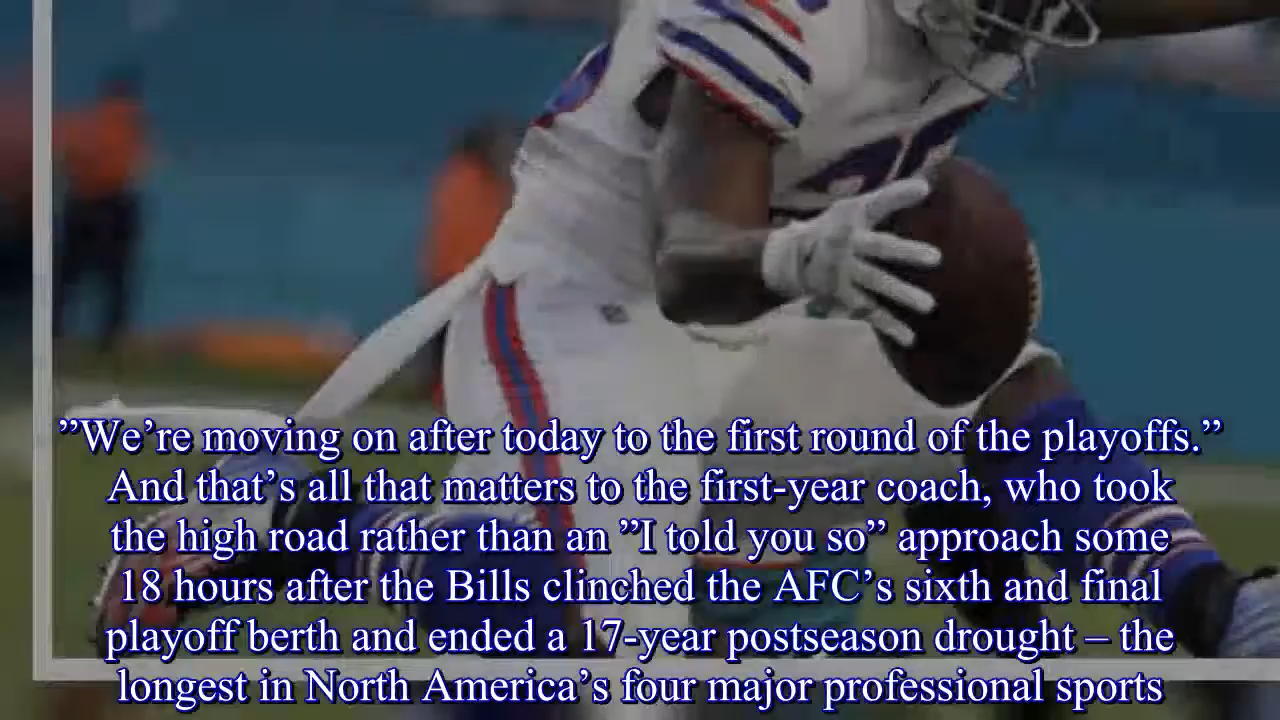 ”We’re moving on after today to the first round of the playoffs.”
And that’s all that matters to the first-year coach, who took
the high road rather than an ”I told you so” approach some
18 hours after the Bills clinched the AFC’s sixth and final
playoff berth and ended a 17-year postseason drought – the
longest in North America’s four major professional sports